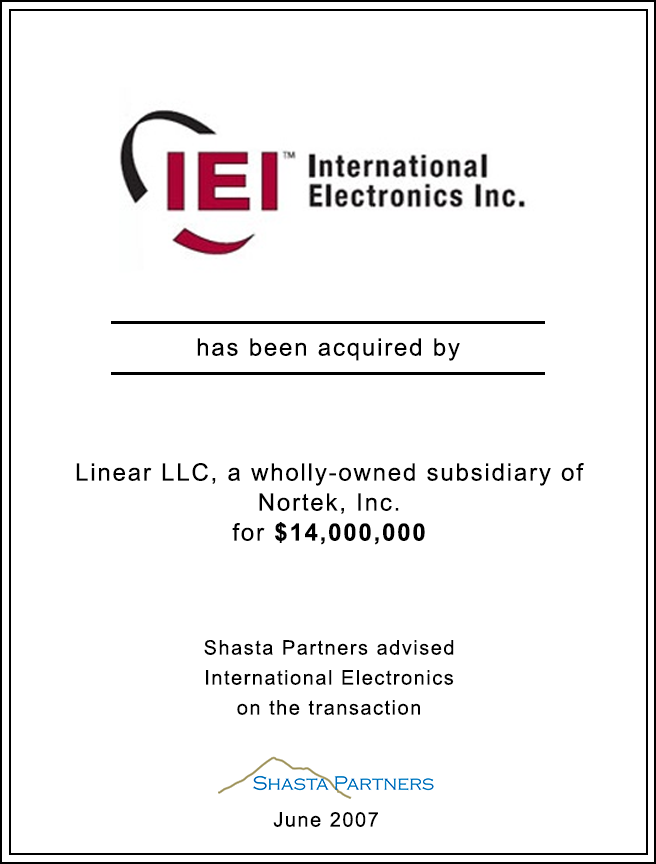 IEI™ International
Electronics Inc.
has been acquired by
Linear LLC, a wholly-owned subsidiary of
Nortek, Inc.
for $14,000,000
Shasta Partners advised
International Electronics
on the transaction
SHASTA PARTNERS
June 2007